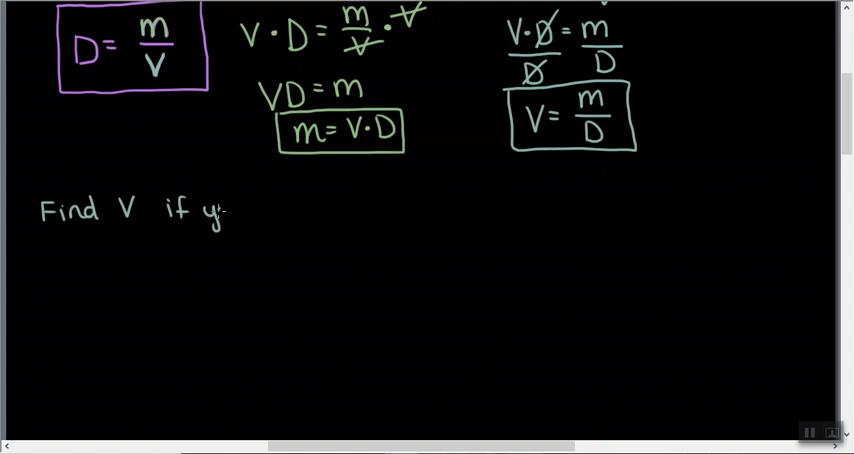 D = m/V
V · D = m/V · V
VD = m
m = V · D
V · D/D = m/D
V = m/D
Find V if y